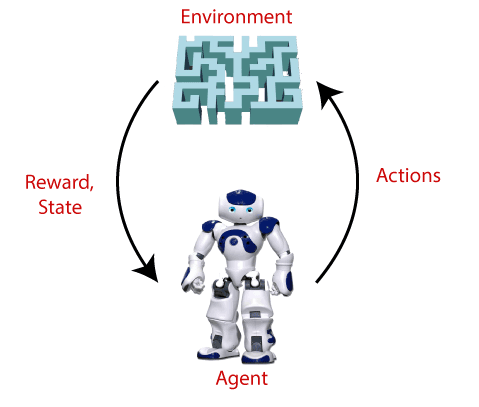 Environment
Reward,
State
Actions
Agent